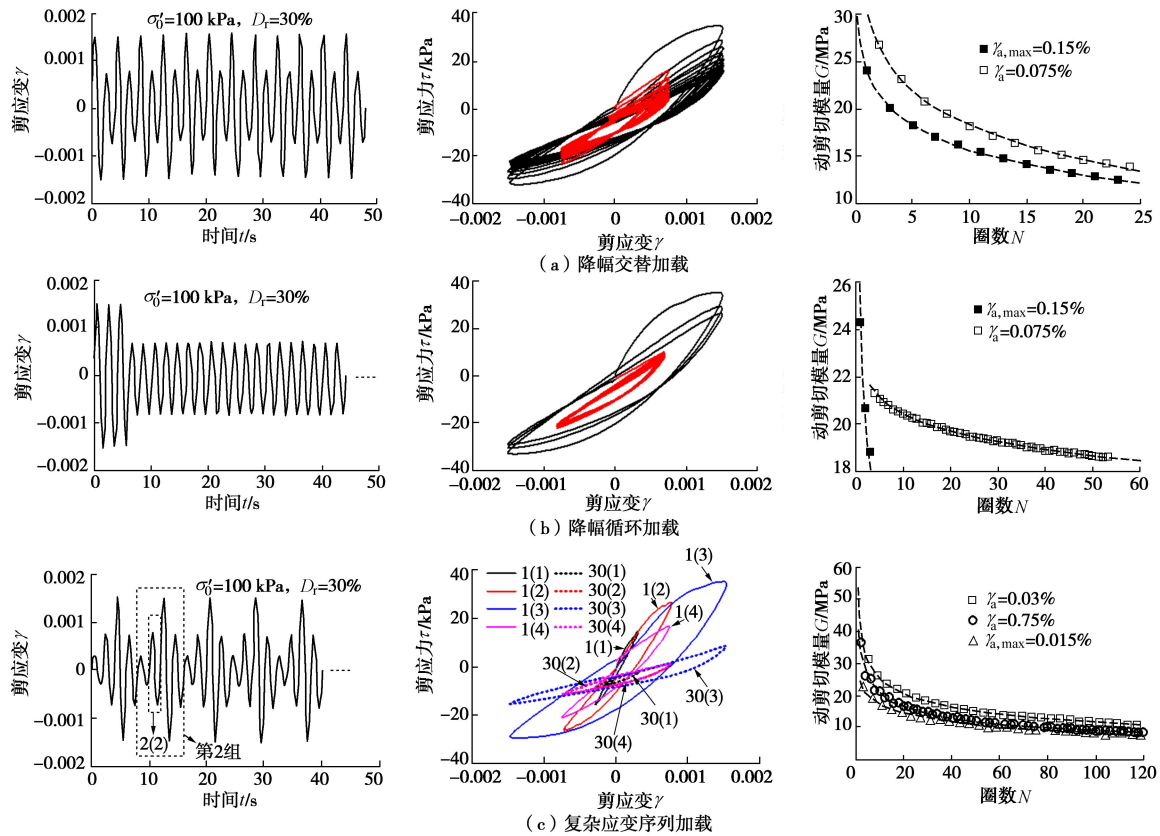 σ′₀=100 kPa，Dr=30%
0.002
0.001
0
−0.001
−0.002
剪应变γ
0 10 20 30 40 50
时间t/s
40
20
0
−20
−40
剪应力τ/kPa
−0.002 −0.001 0 0.001 0.002
剪应变γ
30
25
20
15
10
动剪切模量G/MPa
γa,max=0.15%
γa=0.075%
0 5 10 15 20 25
圈数N
（a）降幅交替加载
σ′₀=100 kPa，Dr=30%
0.002
0.001
0
−0.001
−0.002
剪应变γ
0 10 20 30 40 50
时间t/s
40
20
0
−20
−40
剪应力τ/kPa
−0.002 −0.001 0 0.001 0.002
剪应变γ
26
24
22
20
18
动剪切模量G/MPa
γa,max=0.15%
γa=0.075%
0 10 20 30 40 50 60
圈数N
（b）降幅循环加载
σ′₀=100 kPa，Dr=30%
0.002
0.001
0
−0.001
−0.002
剪应变γ
2(2)
第2组
0 10 20 30 40 50
时间t/s
40
20
0
−20
−40
剪应力τ/kPa
1(1) 30(1)
1(2) 30(2)
1(3) 30(3)
1(4) 30(4)
1(3)
1(2)
1(4)
1(1)
30(2)
30(3)
30(1)
30(4)
−0.002 −0.001 0 0.001 0.002
剪应变γ
60
50
40
30
20
10
动剪切模量G/MPa
γa=0.03%
γa=0.75%
γa,max=0.015%
0 20 40 60 80 100 120
圈数N
（c）复杂应变序列加载